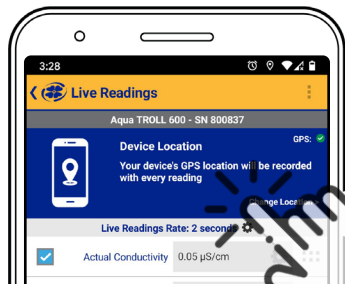 3:28
Live Readings
Aqua TROLL 600 - SN 800837
GPS:
Device Location
Your device's GPS location will be recorded
with every reading
Change Location >
Live Readings Rate: 2 seconds
Actual Conductivity 0.05 µS/cm